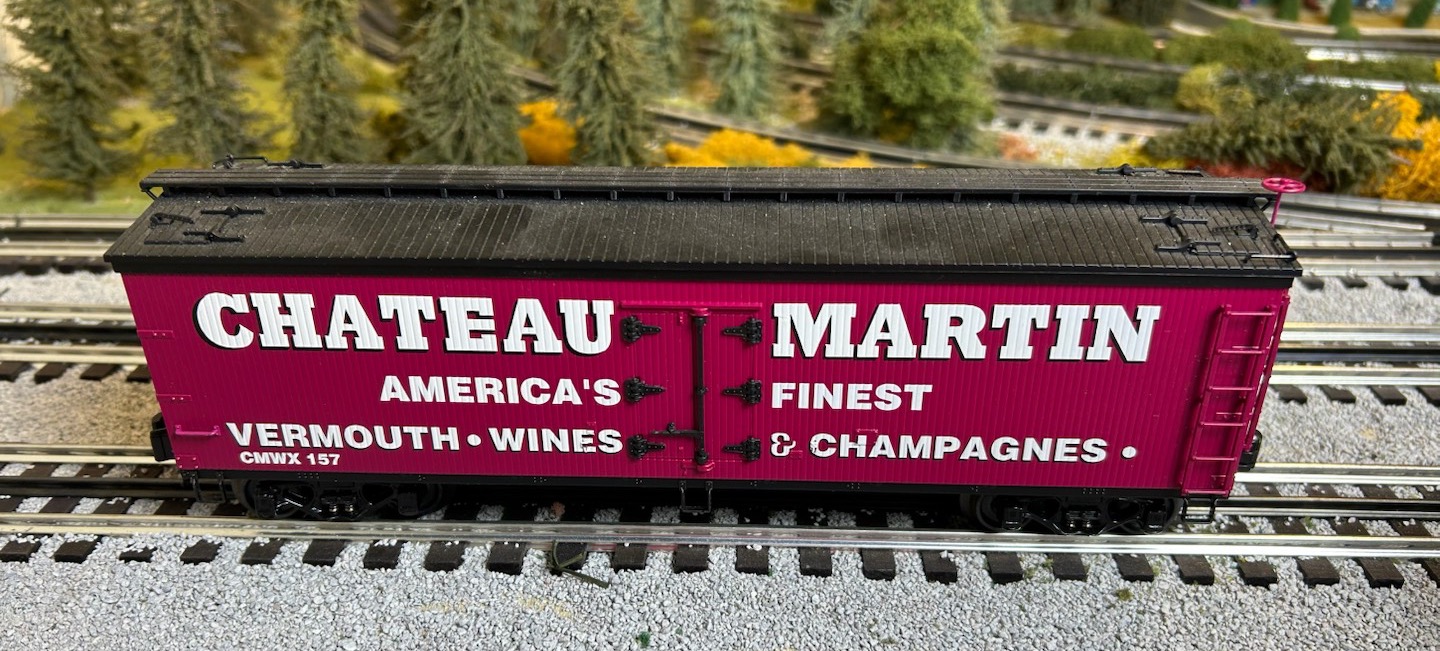 CHATEAU MARTIN
AMERICA'S FINEST
VERMOUTH • WINES & CHAMPAGNES •
CMWX 157